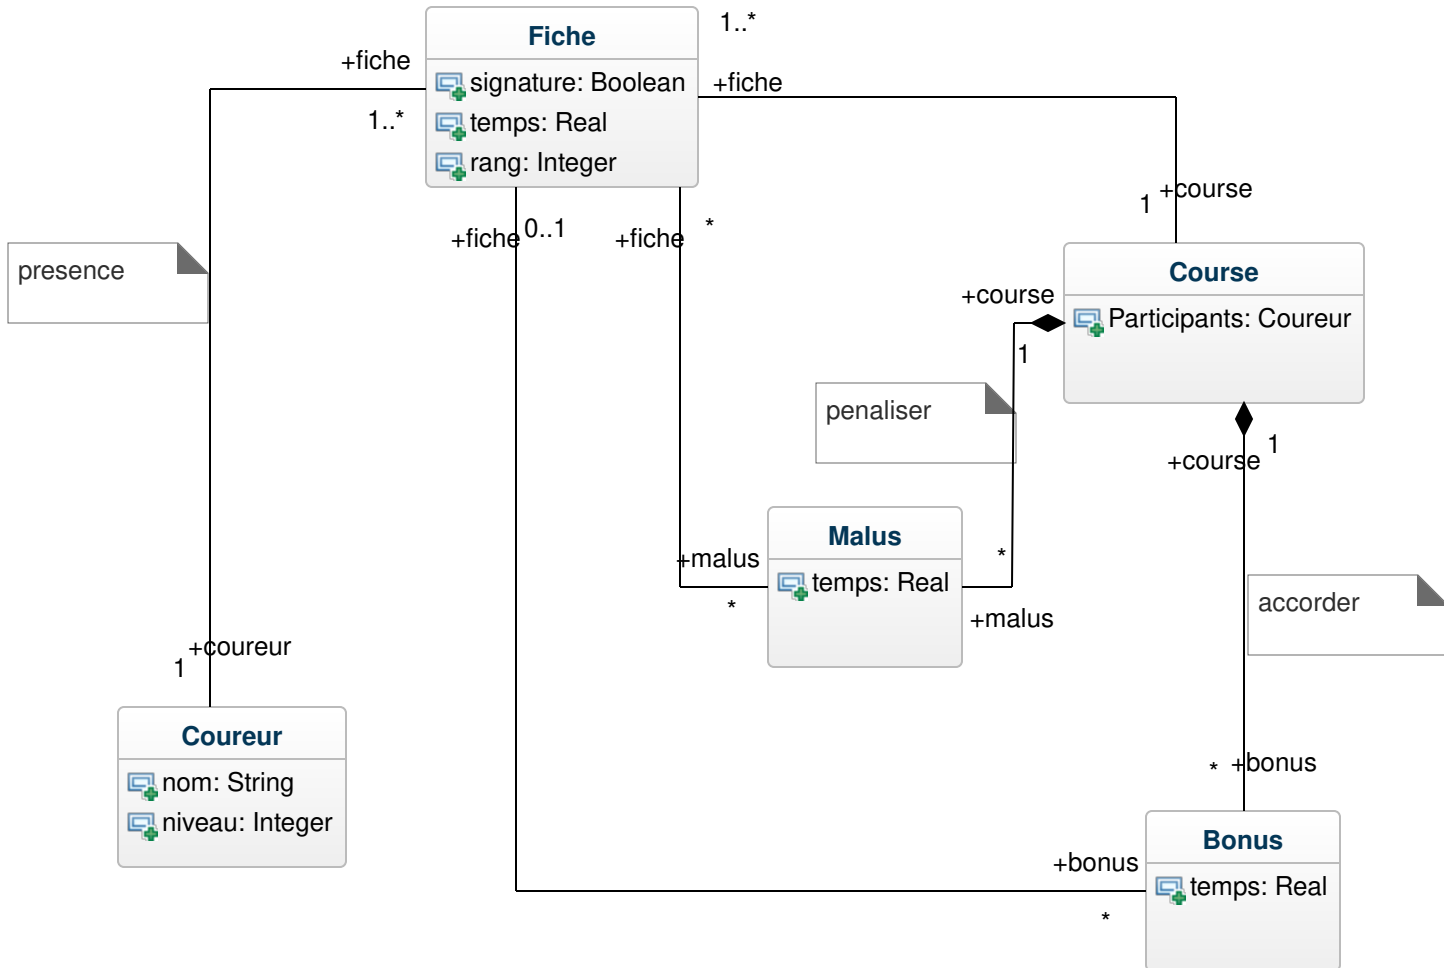 1..*
Fiche
+fiche
signature: Boolean
+fiche
1..*
temps: Real
rang: Integer
+course
1
0..1
*
+fiche
+fiche
presence
Course
+course
Participants: Coureur
1
penaliser
1
+course
Malus
+malus
*
temps: Real
*
+malus
accorder
+coureur
1
Coureur
nom: String
niveau: Integer
* +bonus
Bonus
+bonus
temps: Real
*